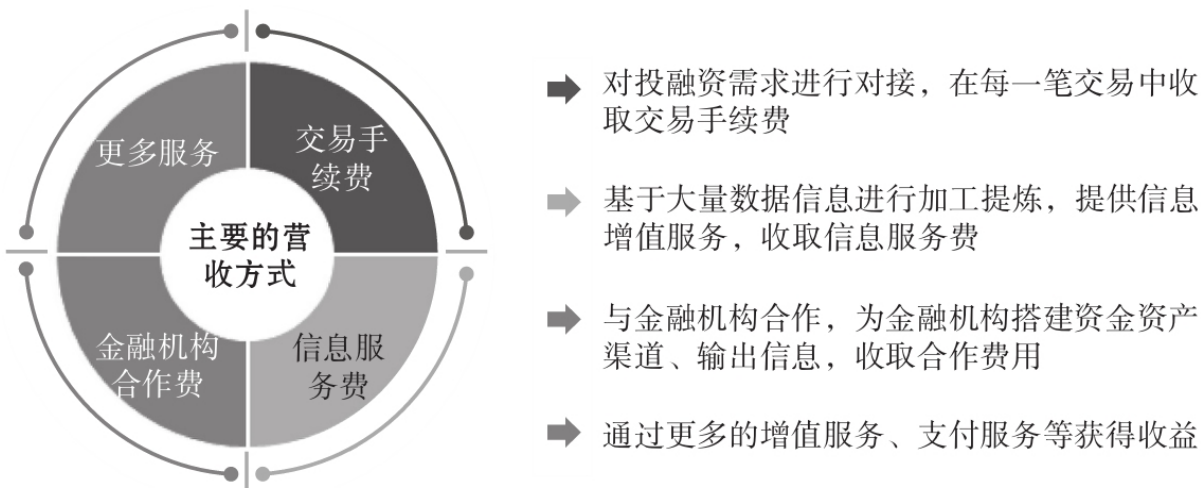 更多服务
交易手
续费
主要的营
收方式
金融机构
合作费
信息服
务费
对投融资需求进行对接，在每一笔交易中收
取交易手续费
基于大量数据信息进行加工提炼，提供信息
增值服务，收取信息服务费
与金融机构合作，为金融机构搭建资金资产
渠道、输出信息，收取合作费用
通过更多的增值服务、支付服务等获得收益